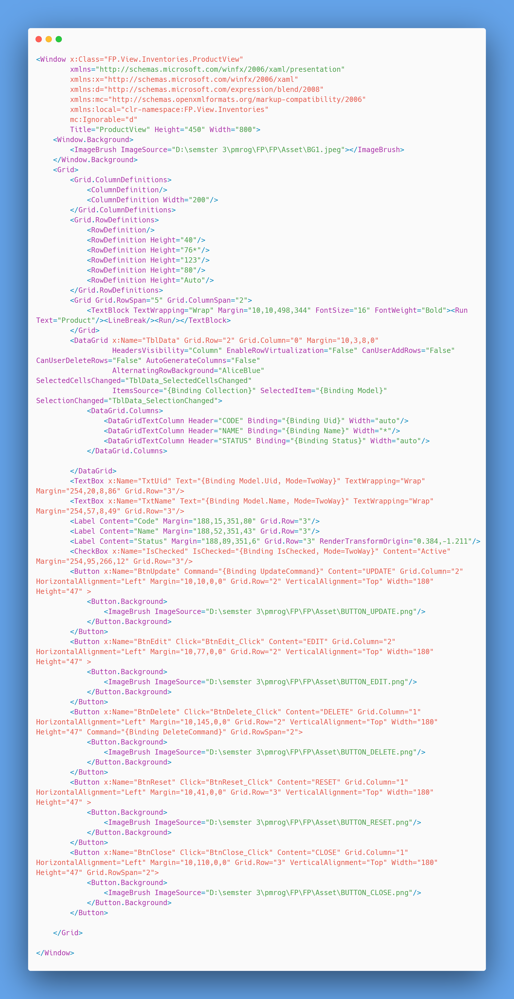 <Window x:Class="FP.View.Inventories.ProductView"
        xmlns="http://schemas.microsoft.com/winfx/2006/xaml/presentation"
        xmlns:x="http://schemas.microsoft.com/winfx/2006/xaml"
        xmlns:d="http://schemas.microsoft.com/expression/blend/2008"
        xmlns:mc="http://schemas.openxmlformats.org/markup-compatibility/2006"
        xmlns:local="clr-namespace:FP.View.Inventories"
        mc:Ignorable="d"
        Title="ProductView" Height="450" Width="800">
    <Window.Background>
        <ImageBrush ImageSource="D:\semster 3\pmrog\FP\FP\Asset\BG1.jpeg"></ImageBrush>
    </Window.Background>
    <Grid>
        <Grid.ColumnDefinitions>
            <ColumnDefinition/>
            <ColumnDefinition Width="200"/>
        </Grid.ColumnDefinitions>
        <Grid.RowDefinitions>
            <RowDefinition/>
            <RowDefinition Height="40"/>
            <RowDefinition Height="76*"/>
            <RowDefinition Height="123"/>
            <RowDefinition Height="80"/>
            <RowDefinition Height="Auto"/>
        </Grid.RowDefinitions>
        <Grid Grid.RowSpan="5" Grid.ColumnSpan="2">
            <TextBlock TextWrapping="Wrap" Margin="10,10,498,344" FontSize="16" FontWeight="Bold"><Run
Text="Product"/><LineBreak/><Run/></TextBlock>
        </Grid>
        <DataGrid x:Name="TblData" Grid.Row="2" Grid.Column="0" Margin="10,3,8,0"
                  HeadersVisibility="Column" EnableRowVirtualization="False" CanUserAddRows="False"
CanUserDeleteRows="False" AutoGenerateColumns="False"
                  AlternatingRowBackground="AliceBlue"
SelectedCellsChanged="TblData_SelectedCellsChanged"
                  ItemsSource="{Binding Collection}" SelectedItem="{Binding Model}"
SelectionChanged="TblData_SelectionChanged">
            <DataGrid.Columns>
                <DataGridTextColumn Header="CODE" Binding="{Binding Uid}" Width="auto"/>
                <DataGridTextColumn Header="NAME" Binding="{Binding Name}" Width="*"/>
                <DataGridTextColumn Header="STATUS" Binding="{Binding Status}" Width="auto"/>
            </DataGrid.Columns>

        </DataGrid>
        <TextBox x:Name="TxtUid" Text="{Binding Model.Uid, Mode=TwoWay}" TextWrapping="Wrap"
Margin="254,20,8,86" Grid.Row="3"/>
        <TextBox x:Name="TxtName" Text="{Binding Model.Name, Mode=TwoWay}" TextWrapping="Wrap"
Margin="254,57,8,49" Grid.Row="3"/>
        <Label Content="Code" Margin="188,15,351,80" Grid.Row="3"/>
        <Label Content="Name" Margin="188,52,351,43" Grid.Row="3"/>
        <Label Content="Status" Margin="188,89,351,6" Grid.Row="3" RenderTransformOrigin="0.384,-1.211"/>
        <CheckBox x:Name="IsChecked" IsChecked="{Binding IsChecked, Mode=TwoWay}" Content="Active"
Margin="254,95,266,12" Grid.Row="3"/>
        <Button x:Name="BtnUpdate" Command="{Binding UpdateCommand}" Content="UPDATE" Grid.Column="2"
HorizontalAlignment="Left" Margin="10,10,0,0" Grid.Row="2" VerticalAlignment="Top" Width="180"
Height="47" >
            <Button.Background>
                <ImageBrush ImageSource="D:\semster 3\pmrog\FP\FP\Asset\BUTTON_UPDATE.png"/>
            </Button.Background>
        </Button>
        <Button x:Name="BtnEdit" Click="BtnEdit_Click" Content="EDIT" Grid.Column="2"
HorizontalAlignment="Left" Margin="10,77,0,0" Grid.Row="2" VerticalAlignment="Top" Width="180"
Height="47" >
            <Button.Background>
                <ImageBrush ImageSource="D:\semster 3\pmrog\FP\FP\Asset\BUTTON_EDIT.png"/>
            </Button.Background>
        </Button>
        <Button x:Name="BtnDelete" Click="BtnDelete_Click" Content="DELETE" Grid.Column="1"
HorizontalAlignment="Left" Margin="10,145,0,0" Grid.Row="2" VerticalAlignment="Top" Width="180"
Height="47" Command="{Binding DeleteCommand}" Grid.RowSpan="2">
            <Button.Background>
                <ImageBrush ImageSource="D:\semster 3\pmrog\FP\FP\Asset\BUTTON_DELETE.png"/>
            </Button.Background>
        </Button>
        <Button x:Name="BtnReset" Click="BtnReset_Click" Content="RESET" Grid.Column="1"
HorizontalAlignment="Left" Margin="10,41,0,0" Grid.Row="3" VerticalAlignment="Top" Width="180"
Height="47" >
            <Button.Background>
                <ImageBrush ImageSource="D:\semster 3\pmrog\FP\FP\Asset\BUTTON_RESET.png"/>
            </Button.Background>
        </Button>
        <Button x:Name="BtnClose" Click="BtnClose_Click" Content="CLOSE" Grid.Column="1"
HorizontalAlignment="Left" Margin="10,110,0,0" Grid.Row="3" VerticalAlignment="Top" Width="180"
Height="47" Grid.RowSpan="2">
            <Button.Background>
                <ImageBrush ImageSource="D:\semster 3\pmrog\FP\FP\Asset\BUTTON_CLOSE.png"/>
            </Button.Background>
        </Button>

    </Grid>

</Window>